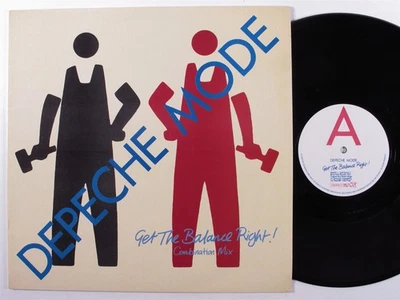 DEPECHE MODE
Get The Balance Right!
Combination Mix
A
DEPECHE MODE
Get The Balance Right!